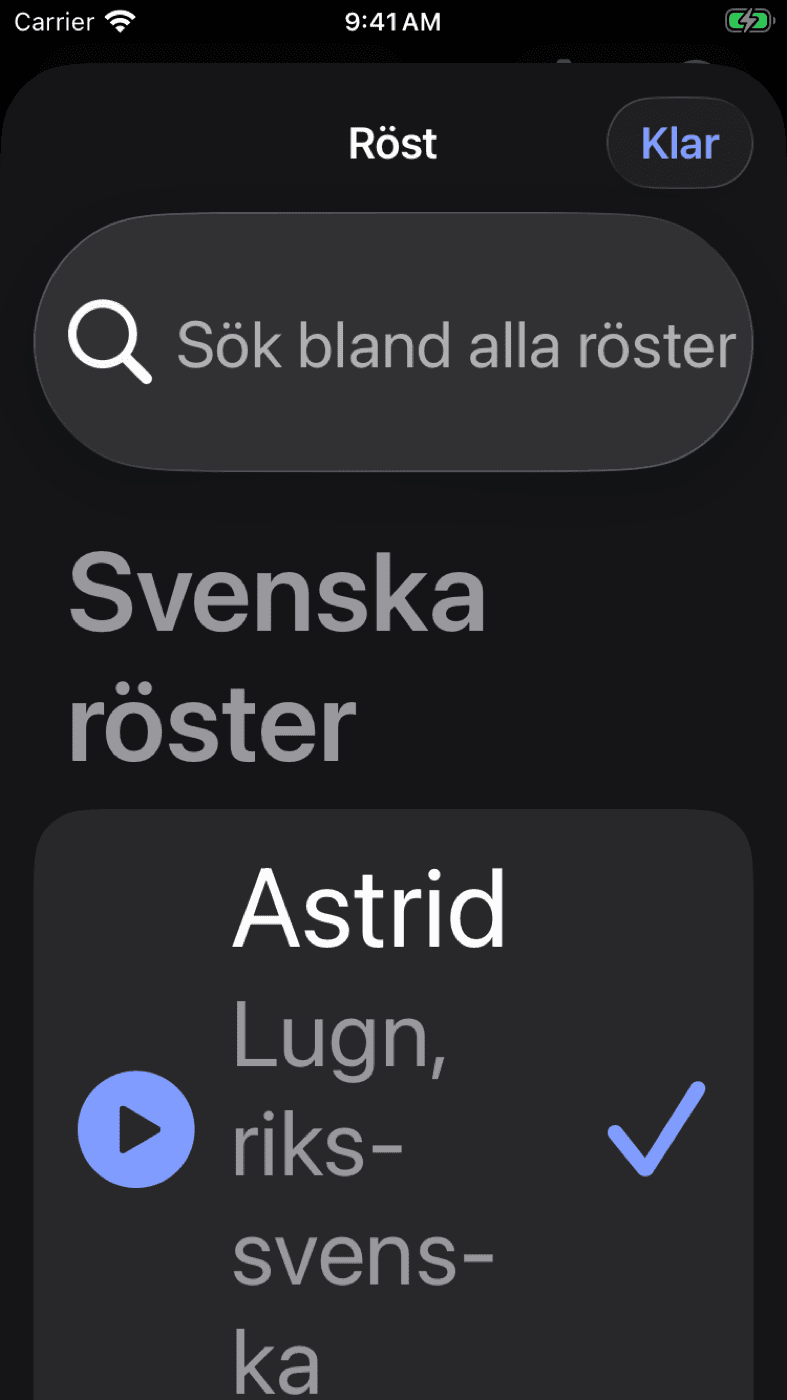 Carrier 9:41 AM
Röst Klar
Sök bland alla röster
Svenska
röster
Astrid
Lugn,
riks-
svens-
ka